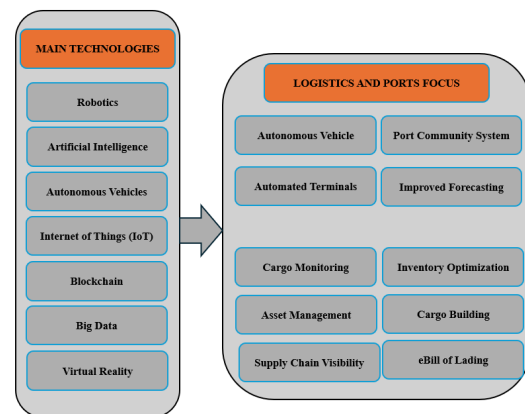 MAIN TECHNOLOGIES
Robotics
Artificial Intelligence
Autonomous Vehicles
Internet of Things (IoT)
Blockchain
Big Data
Virtual Reality
LOGISTICS AND PORTS FOCUS
Autonomous Vehicle
Port Community System
Automated Terminals
Improved Forecasting
Cargo Monitoring
Inventory Optimization
Asset Management
Cargo Building
Supply Chain Visibility
eBill of Lading